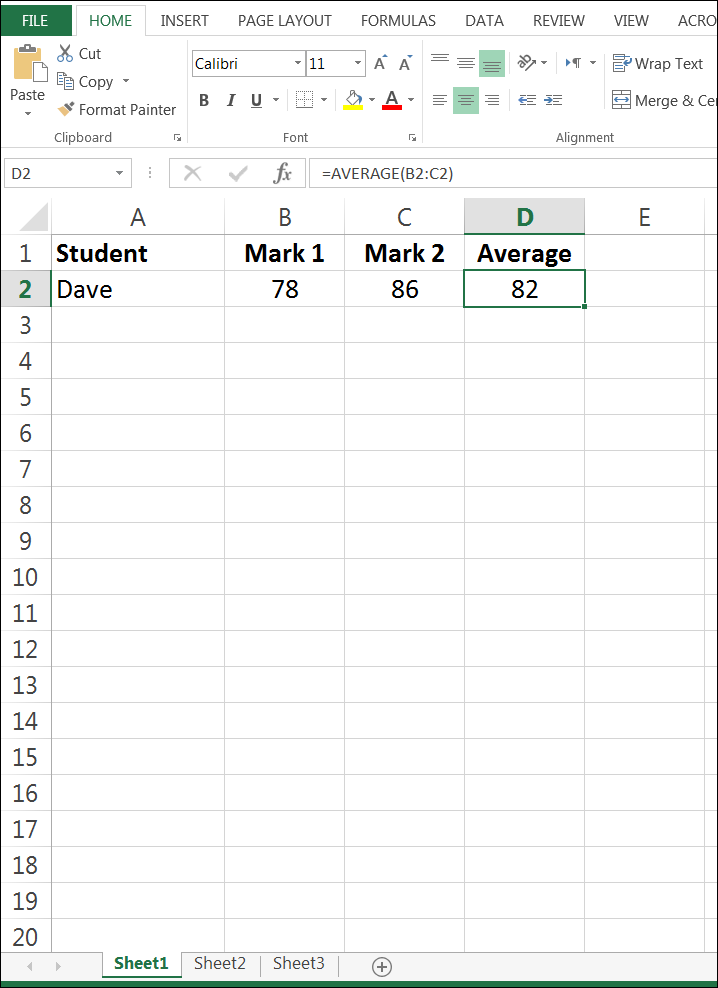 FILE HOME INSERT PAGE LAYOUT FORMULAS DATA REVIEW VIEW ACRO
Paste
Cut
Copy
Format Painter
Clipboard
Calibri 11
B I U A
Font
Wrap Text
Merge & Cer
Alignment
D2 fx =AVERAGE(B2:C2)
A B C D E
1 Student Mark 1 Mark 2 Average
2 Dave 78 86 82
3
4
5
6
7
8
9
10
11
12
13
14
15
16
17
18
19
20
Sheet1 Sheet2 Sheet3